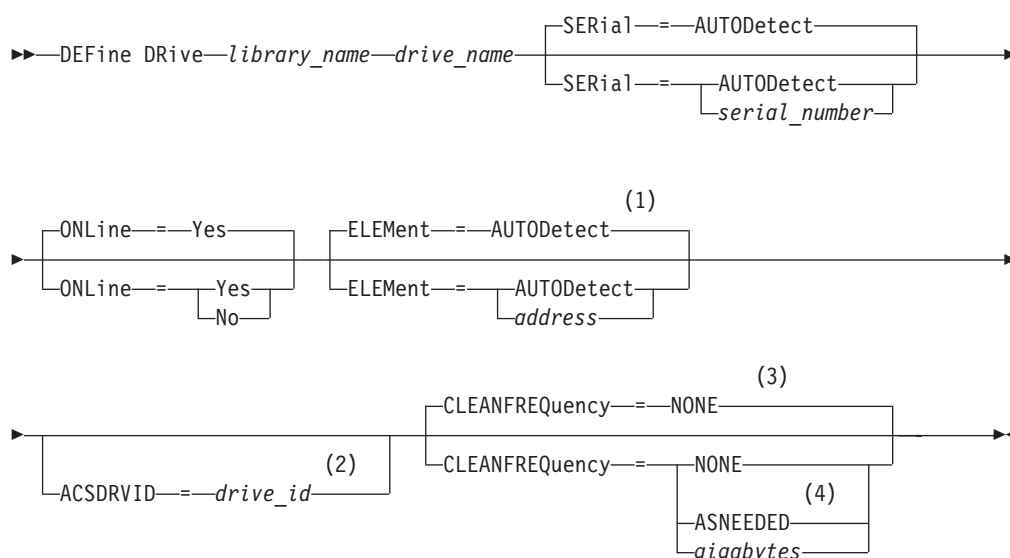 SERial = AUTODetect
DEFine DRive library_name drive_name
SERial = AUTODetect
serial_number
(1)
ONLine = Yes ELEMent = AUTODetect
ONLine = Yes ELEMent = AUTODetect
No address
(3)
CLEANFREQuency = NONE
(2) CLEANFREQuency = NONE
ACSDRVID = drive_id (4)
ASNEEDED
gigabytes